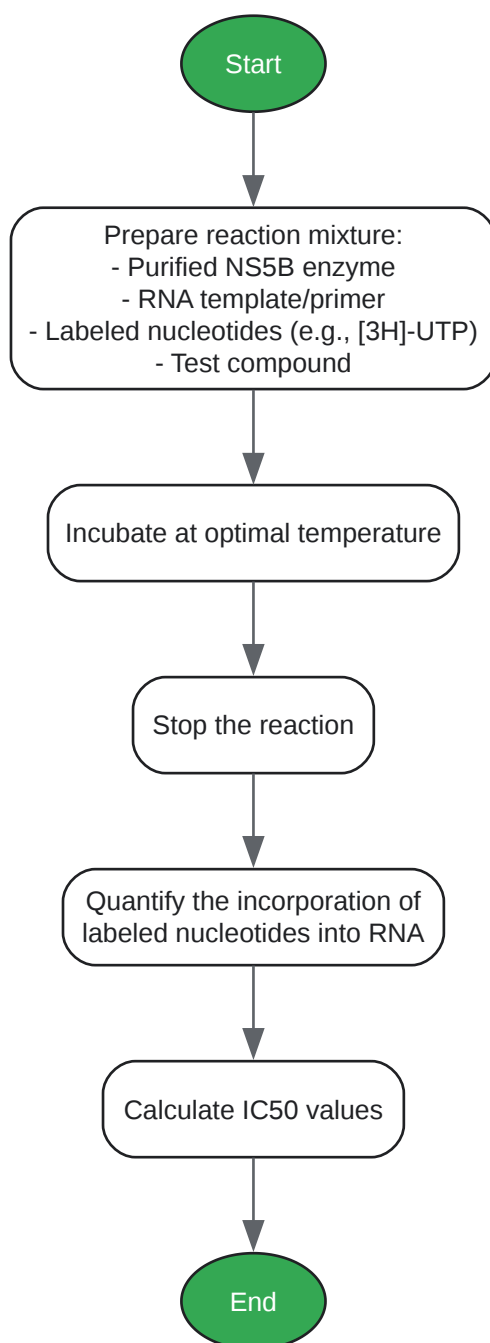 Start
Prepare reaction mixture:
- Purified NS5B enzyme
- RNA template/primer
- Labeled nucleotides (e.g., [3H]-UTP)
- Test compound
Incubate at optimal temperature
Stop the reaction
Quantify the incorporation of
labeled nucleotides into RNA
Calculate IC50 values
End